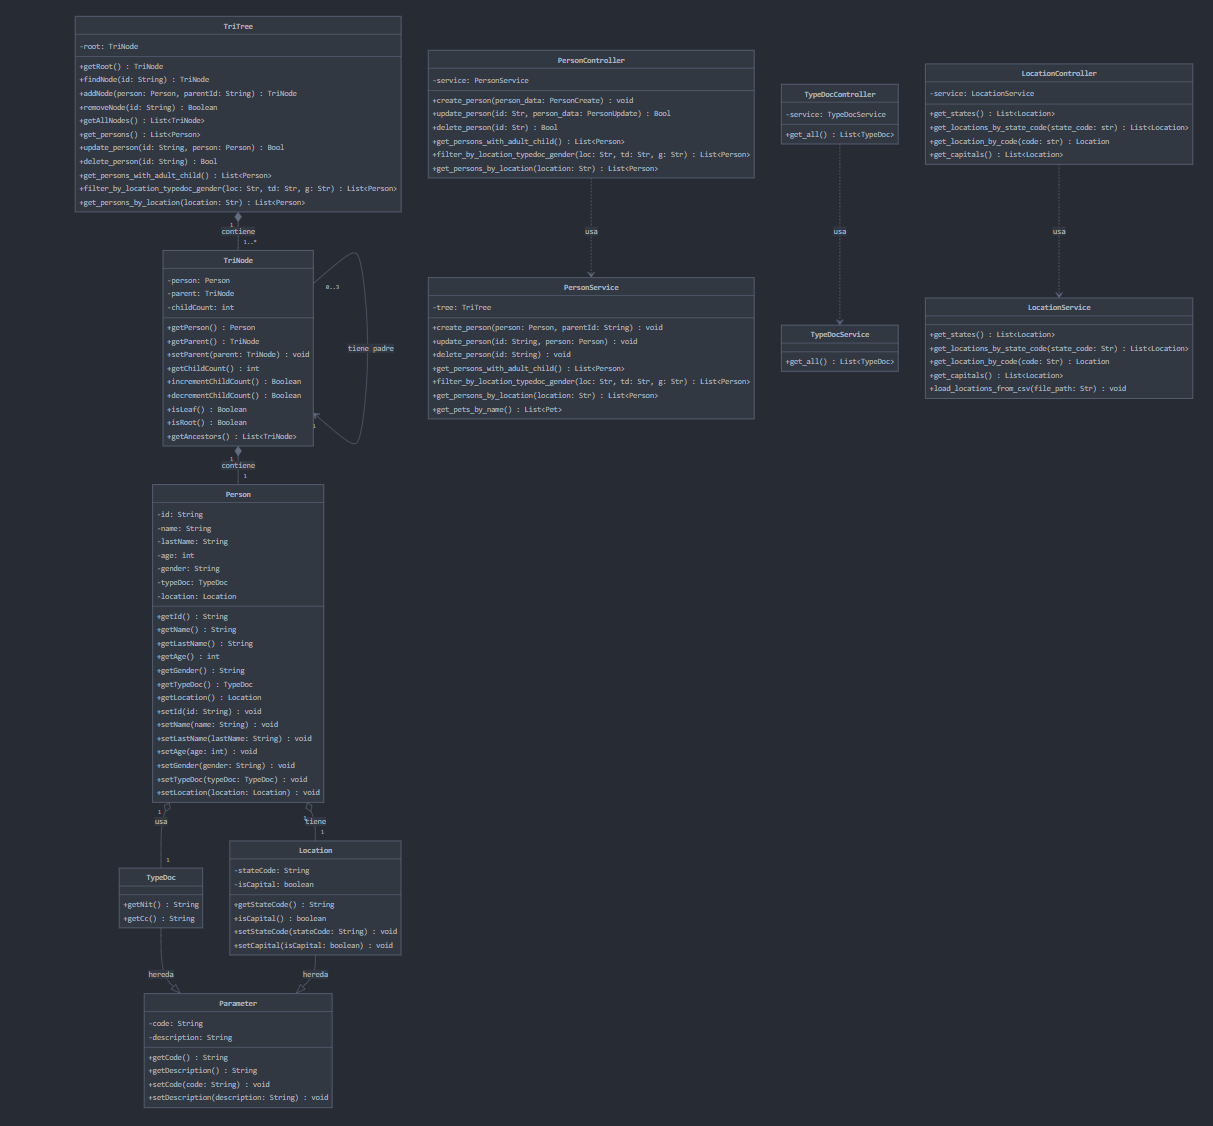 TriTree
-root: TriNode
+getRoot() : TriNode
+findNode(id: String) : TriNode
+addNode(person: Person, parentId: String) : TriNode
+removeNode(id: String) : Boolean
+getAllNodes() : List<TriNode>
+get_persons() : List<Person>
+update_person(id: String, person: Person) : Bool
+delete_person(id: String) : Bool
+get_persons_with_adult_child() : List<Person>
+filter_by_location_typedoc_gender(loc: Str, td: Str, g: Str) : List<Person>
+get_persons_by_location(location: Str) : List<Person>
1
contiene
1..*
TriNode
-person: Person
-parent: TriNode
-childCount: int
+getPerson() : Person
+getParent() : TriNode
+setParent(parent: TriNode) : void
+getChildCount() : int
+incrementChildCount() : Boolean
+decrementChildCount() : Boolean
+isLeaf() : Boolean
+isRoot() : Boolean
+getAncestors() : List<TriNode>
0..3
tiene padre
1
1
contiene
1
Person
-id: String
-name: String
-lastName: String
-age: int
-gender: String
-typeDoc: TypeDoc
-location: Location
+getId() : String
+getName() : String
+getLastName() : String
+getAge() : int
+getGender() : String
+getTypeDoc() : TypeDoc
+getLocation() : Location
+setId(id: String) : void
+setName(name: String) : void
+setLastName(lastName: String) : void
+setAge(age: int) : void
+setGender(gender: String) : void
+setTypeDoc(typeDoc: TypeDoc) : void
+setLocation(location: Location) : void
1
usa
1
1
tiene
1
TypeDoc
+getNit() : String
+getCc() : String
Location
-stateCode: String
-isCapital: boolean
+getStateCode() : String
+isCapital() : boolean
+setStateCode(stateCode: String) : void
+setCapital(isCapital: boolean) : void
hereda
hereda
Parameter
-code: String
-description: String
+getCode() : String
+getDescription() : String
+setCode(code: String) : void
+setDescription(description: String) : void
PersonController
-service: PersonService
+create_person(person_data: PersonCreate) : void
+update_person(id: Str, person_data: PersonUpdate) : Bool
+delete_person(id: Str) : Bool
+get_persons_with_adult_child() : List<Person>
+filter_by_location_typedoc_gender(loc: Str, td: Str, g: Str) : List<Person>
+get_persons_by_location(location: Str) : List<Person>
usa
PersonService
-tree: TriTree
+create_person(person: Person, parentId: String) : void
+update_person(id: String, person: Person) : void
+delete_person(id: String) : void
+get_persons_with_adult_child() : List<Person>
+filter_by_location_typedoc_gender(loc: Str, td: Str, g: Str) : List<Person>
+get_persons_by_location(location: Str) : List<Person>
+get_pets_by_name() : List<Pet>
TypeDocController
-service: TypeDocService
+get_all() : List<TypeDoc>
usa
TypeDocService
+get_all() : List<TypeDoc>
LocationController
-service: LocationService
+get_states() : List<Location>
+get_locations_by_state_code(state_code: str) : List<Location>
+get_location_by_code(code: str) : Location
+get_capitals() : List<Location>
usa
LocationService
+get_states() : List<Location>
+get_locations_by_state_code(state_code: Str) : List<Location>
+get_location_by_code(code: Str) : Location
+get_capitals() : List<Location>
+load_locations_from_csv(file_path: Str) : void